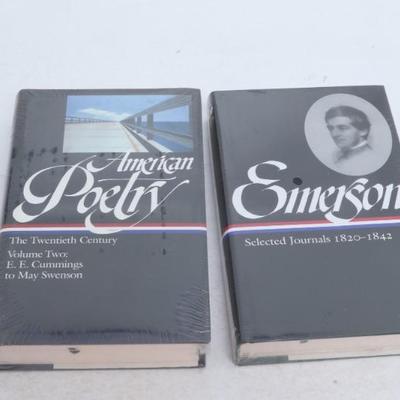 American
Poetry
The Twentieth Century
Volume Two:
E. E. Cummings
to May Swenson
Emerson
Selected Journals 1820–1842